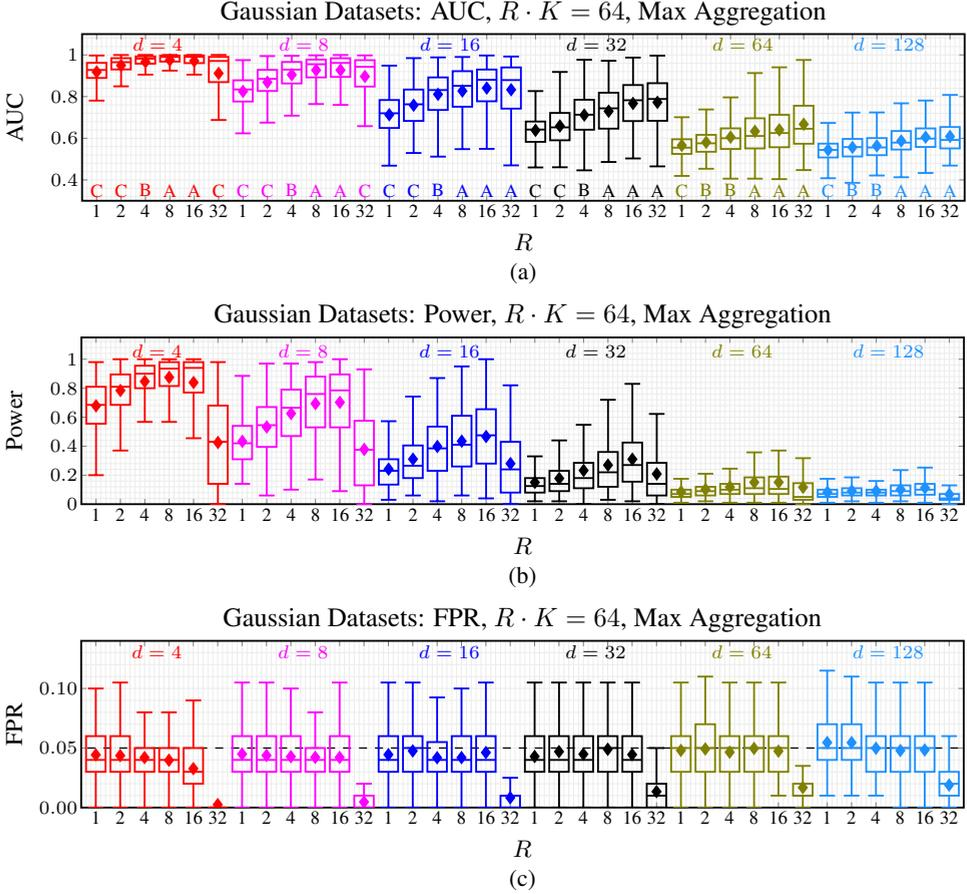 Gaussian Datasets: AUC, R · K = 64, Max Aggregation
d = 4 d = 8 d = 16 d = 32 d = 64 d = 128
1
0.8
0.6
0.4
AUC
C C B A A C C C B A A C C C B A A A C C B A A A C B B A A A C B B A A A
1 2 4 8 16 32 1 2 4 8 16 32 1 2 4 8 16 32 1 2 4 8 16 32 1 2 4 8 16 32 1 2 4 8 16 32
R
(a)
Gaussian Datasets: Power, R · K = 64, Max Aggregation
d = 4 d = 8 d = 16 d = 32 d = 64 d = 128
1
0.8
0.6
0.4
0.2
0
Power
1 2 4 8 16 32 1 2 4 8 16 32 1 2 4 8 16 32 1 2 4 8 16 32 1 2 4 8 16 32 1 2 4 8 16 32
R
(b)
Gaussian Datasets: FPR, R · K = 64, Max Aggregation
d = 4 d = 8 d = 16 d = 32 d = 64 d = 128
0.10
0.05
0.00
FPR
1 2 4 8 16 32 1 2 4 8 16 32 1 2 4 8 16 32 1 2 4 8 16 32 1 2 4 8 16 32 1 2 4 8 16 32
R
(c)